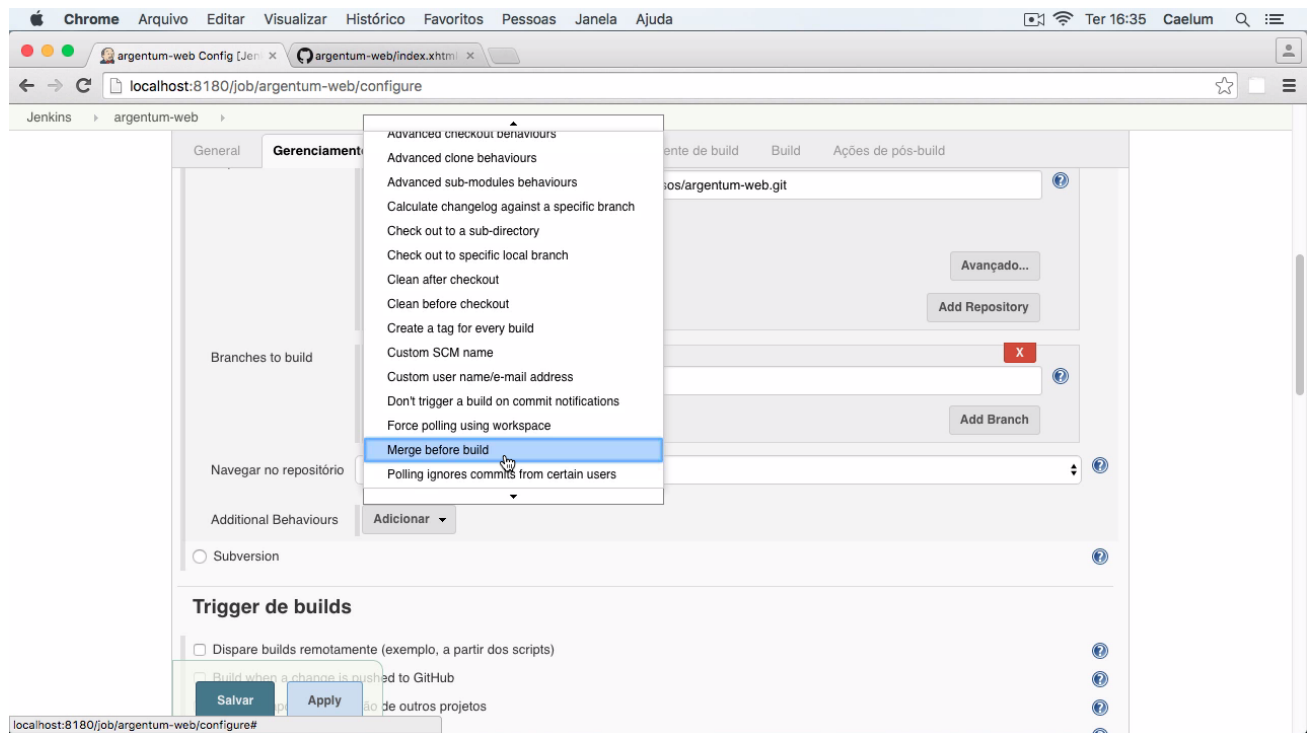 Chrome Arquivo Editar Visualizar Histórico Favoritos Pessoas Janela Ajuda Ter 16:35 Caelum
argentum-web Config [Jen × argentum-web/index.xhtml ×
localhost:8180/job/argentum-web/configure
Jenkins argentum-web
General Gerenciament ente de build Build Ações de pós-build
Advanced checkout behaviours
Advanced clone behaviours
Advanced sub-modules behaviours
sos/argentum-web.git
Calculate changelog against a specific branch
Check out to a sub-directory
Check out to specific local branch
Avançado...
Clean after checkout
Clean before checkout
Add Repository
Create a tag for every build
Branches to build
Custom SCM name
X
Custom user name/e-mail address
Don't trigger a build on commit notifications
Add Branch
Force polling using workspace
Merge before build
Navegar no repositório
Polling ignores commits from certain users
Additional Behaviours Adicionar
Subversion
Trigger de builds
Dispare builds remotamente (exemplo, a partir dos scripts)
Build when a change is pushed to GitHub
Salvar Apply
ão de outros projetos
localhost:8180/job/argentum-web/configure#